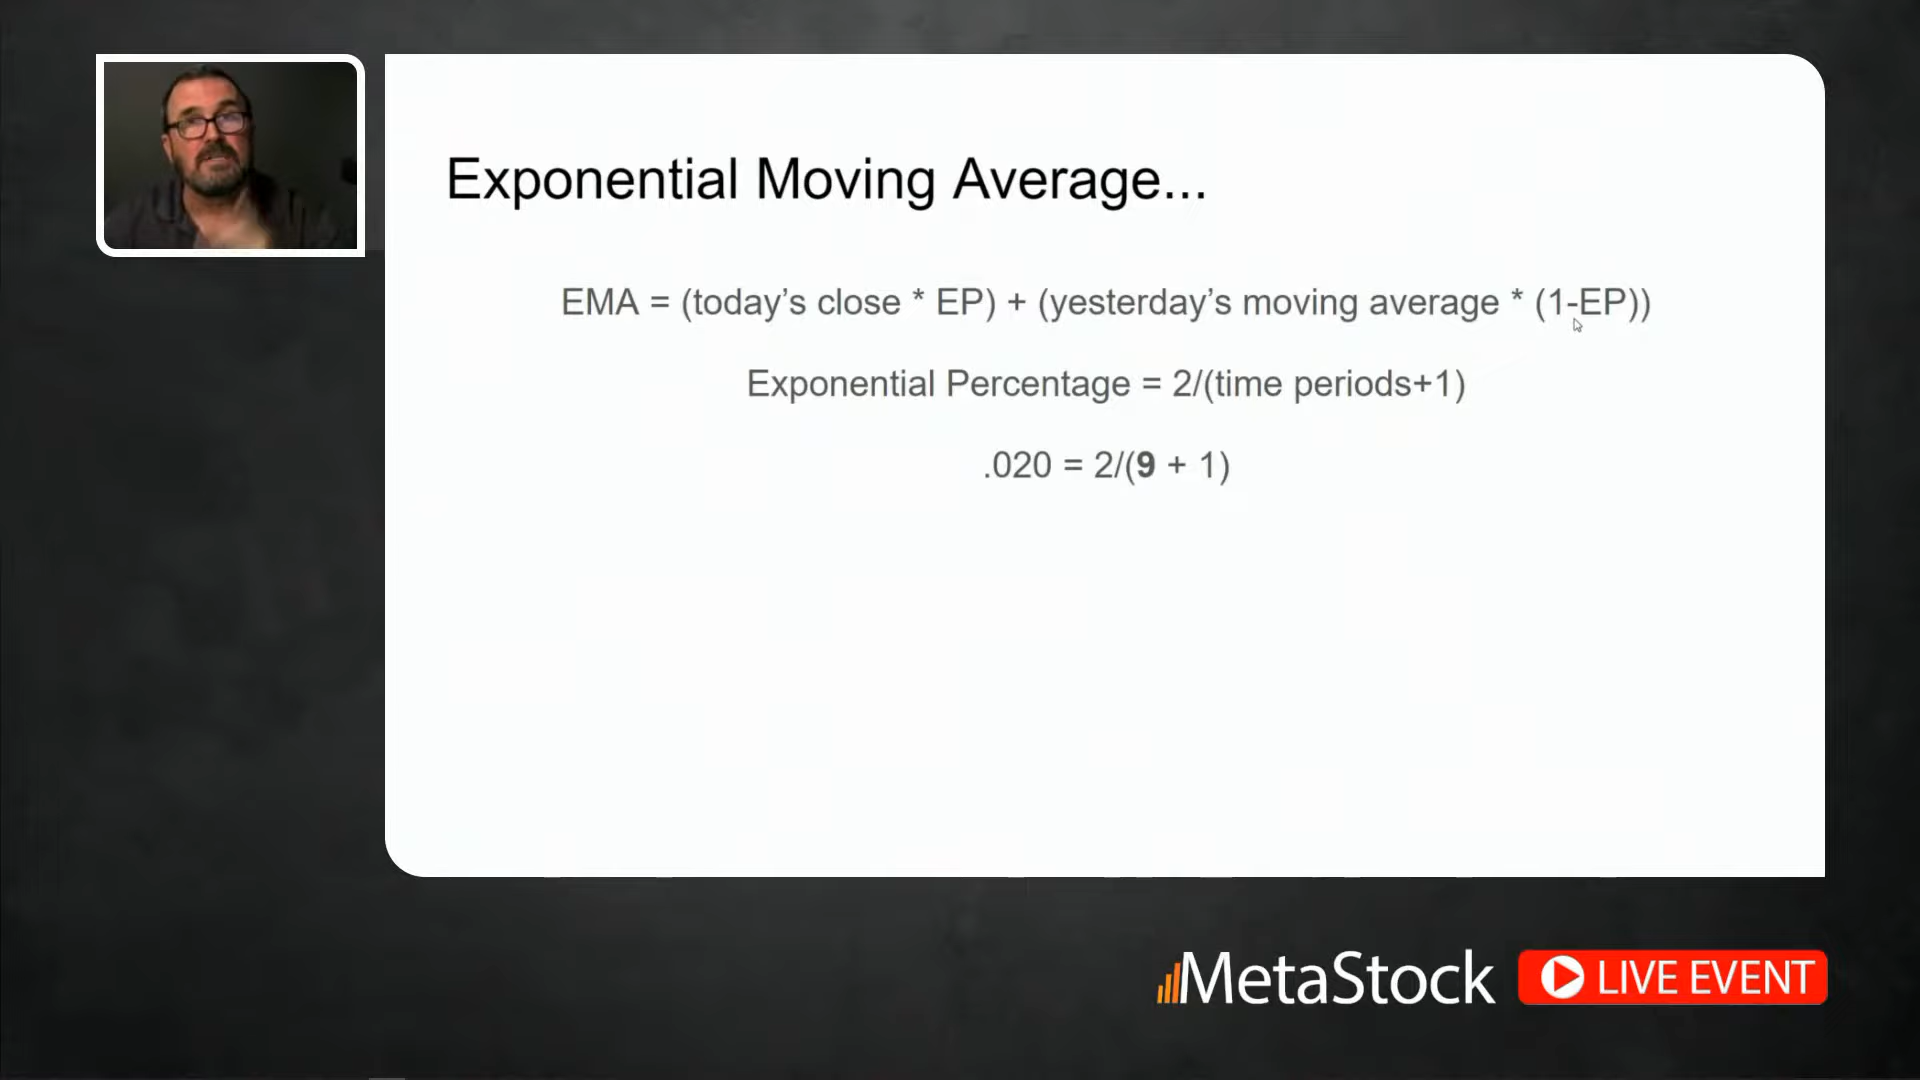 Exponential Moving Average...
EMA = (today’s close * EP) + (yesterday’s moving average * (1-EP))
Exponential Percentage = 2/(time periods+1)
.020 = 2/(9 + 1)
MetaStock LIVE EVENT